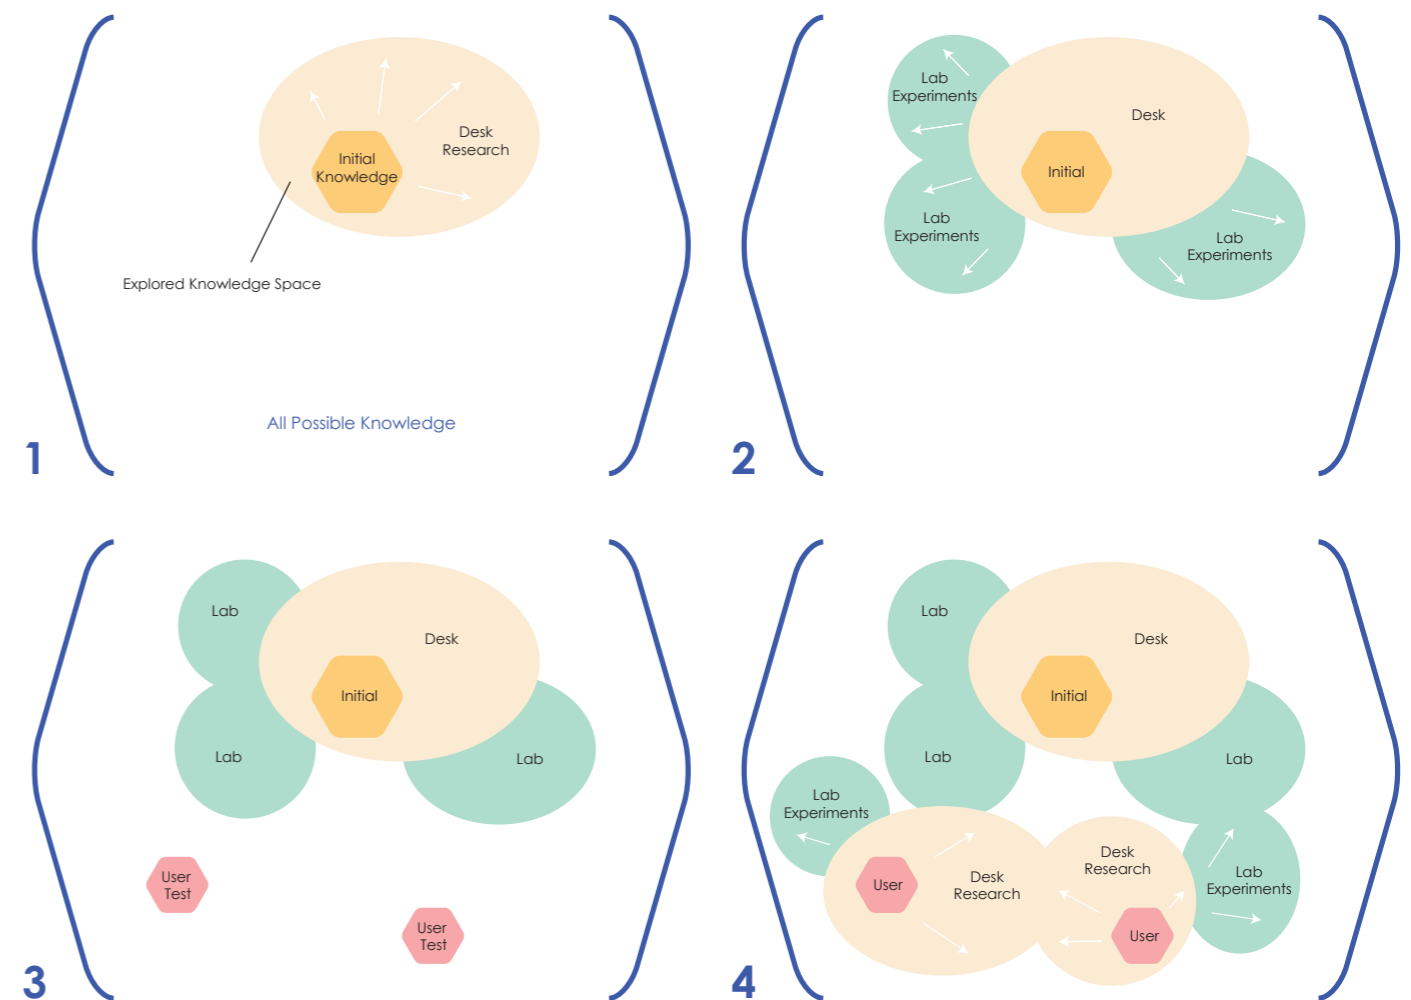 Desk
Research
Initial
Knowledge
Explored Knowledge Space
All Possible Knowledge
1
Lab
Experiments
Desk
Initial
Lab
Experiments
Lab
Experiments
2
Lab
Desk
Initial
Lab
Lab
User
Test
User
Test
3
Lab
Desk
Initial
Lab
Lab
Lab
Experiments
Desk
Research
User
Desk
Research
Lab
Experiments
User
4